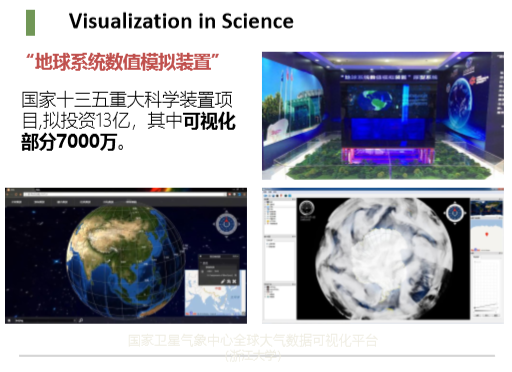 Visualization in Science
“地球系统数值模拟装置”
国家十三五重大科学装置项
目,拟投资13亿，其中可视化
部分7000万。
国家卫星气象中心全球大气数据可视化平台
（浙江大学）